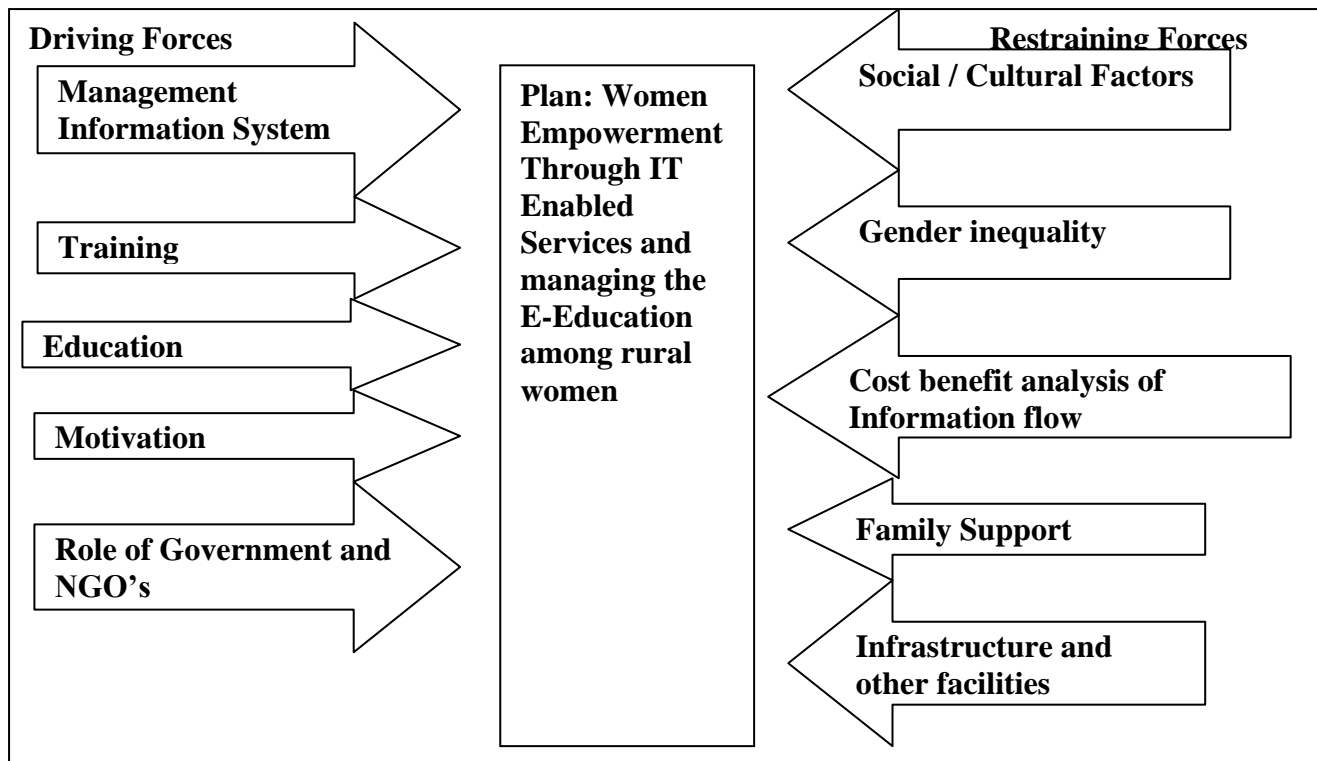 Driving Forces
Management
Information System
Training
Education
Motivation
Role of Government and
NGO’s
Plan: Women
Empowerment
Through IT
Enabled
Services and
managing the
E-Education
among rural
women
Restraining Forces
Social / Cultural Factors
Gender inequality
Cost benefit analysis of
Information flow
Family Support
Infrastructure and
other facilities